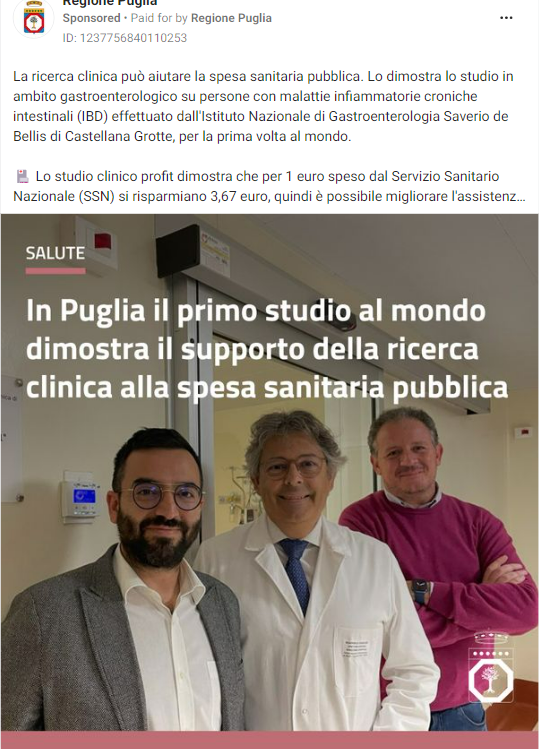 Regione Puglia
Sponsored • Paid for by Regione Puglia
ID: 1237756840110253
La ricerca clinica può aiutare la spesa sanitaria pubblica. Lo dimostra lo studio in
ambito gastroenterologico su persone con malattie infiammatorie croniche
intestinali (IBD) effettuato dall'Istituto Nazionale di Gastroenterologia Saverio de
Bellis di Castellana Grotte, per la prima volta al mondo.
Lo studio clinico profit dimostra che per 1 euro speso dal Servizio Sanitario
Nazionale (SSN) si risparmiano 3,67 euro, quindi è possibile migliorare l'assistenz...
SALUTE
In Puglia il primo studio al mondo
dimostra il supporto della ricerca
clinica alla spesa sanitaria pubblica